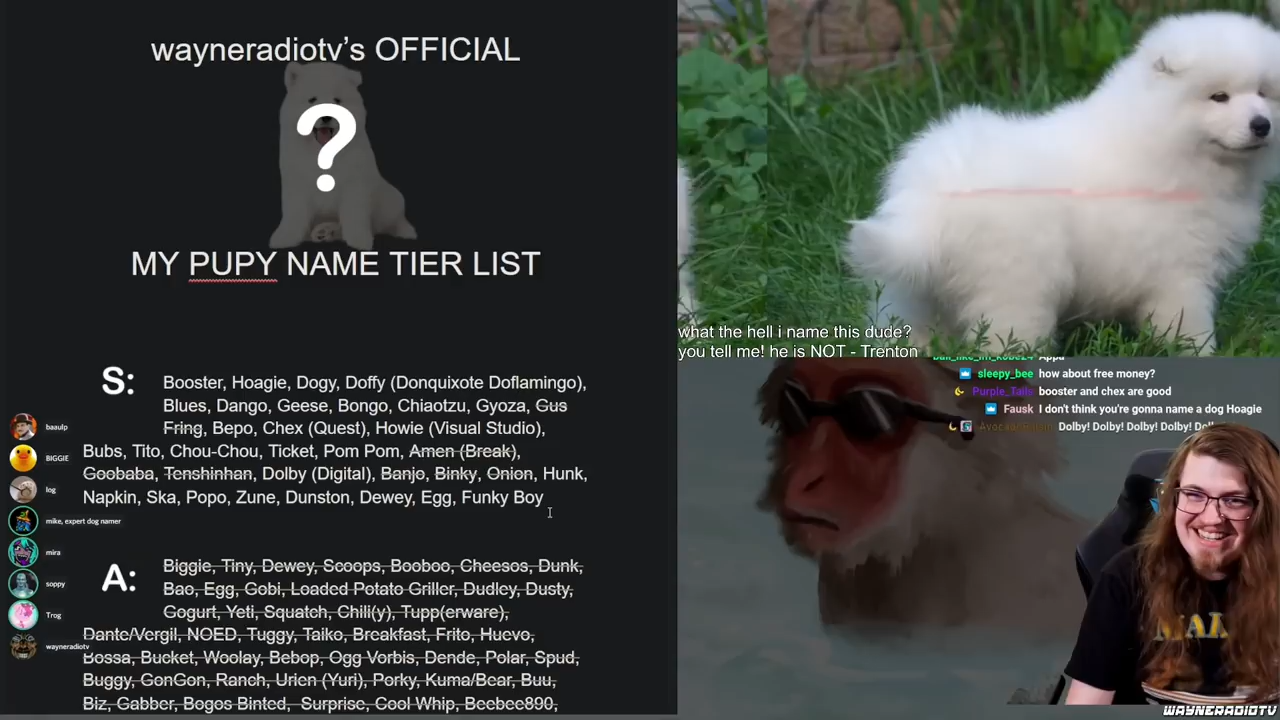 wayneradiotv's OFFICIAL
?
MY PUPY NAME TIER LIST
S:
Booster, Hoagie, Dogy, Doffy (Donquixote Doflamingo),
Blues, Dango, Geese, Bongo, Chiaotzu, Gyoza, Gus
Fring, Bepo, Chex (Quest), Howie (Visual Studio),
Bubs, Tito, Chou-Chou, Ticket, Pom Pom, Amen (Break),
Goobaba, Tenshinhan, Dolby (Digital), Banjo, Binky, Onion, Hunk,
Napkin, Ska, Popo, Zune, Dunston, Dewey, Egg, Funky Boy
A:
Biggie, Tiny, Dewey, Scoops, Booboo, Cheesos, Dunk,
Bao, Egg, Gobi, Loaded Potato Griller, Dudley, Dusty,
Gogurt, Yeti, Squatch, Chili(y), Tupp(erware),
Dante/Vergil, NOED, Tuggy, Taiko, Breakfast, Frito, Huevo,
Bossa, Bucket, Woolay, Bebop, Ogg Vorbis, Dende, Polar, Spud,
Buggy, GonGon, Ranch, Urien (Yuri), Porky, Kuma/Bear, Buu,
Biz, Gabber, Bogos Binted, Surprise, Cool Whip, Beebee890,
baaulp
BIGGIE
log
mike, expert dog namer
mira
soppy
Trog
wayneradiotv
what the hell i name this dude?
you tell me! he is NOT - Trenton
Appa
sleepy_bee how about free money?
Purple_Tails booster and chex are good
Fausk I don't think you're gonna name a dog Hoagie
Dolby! Dolby! Dolby! Dolby!
WAYNERADIOTV